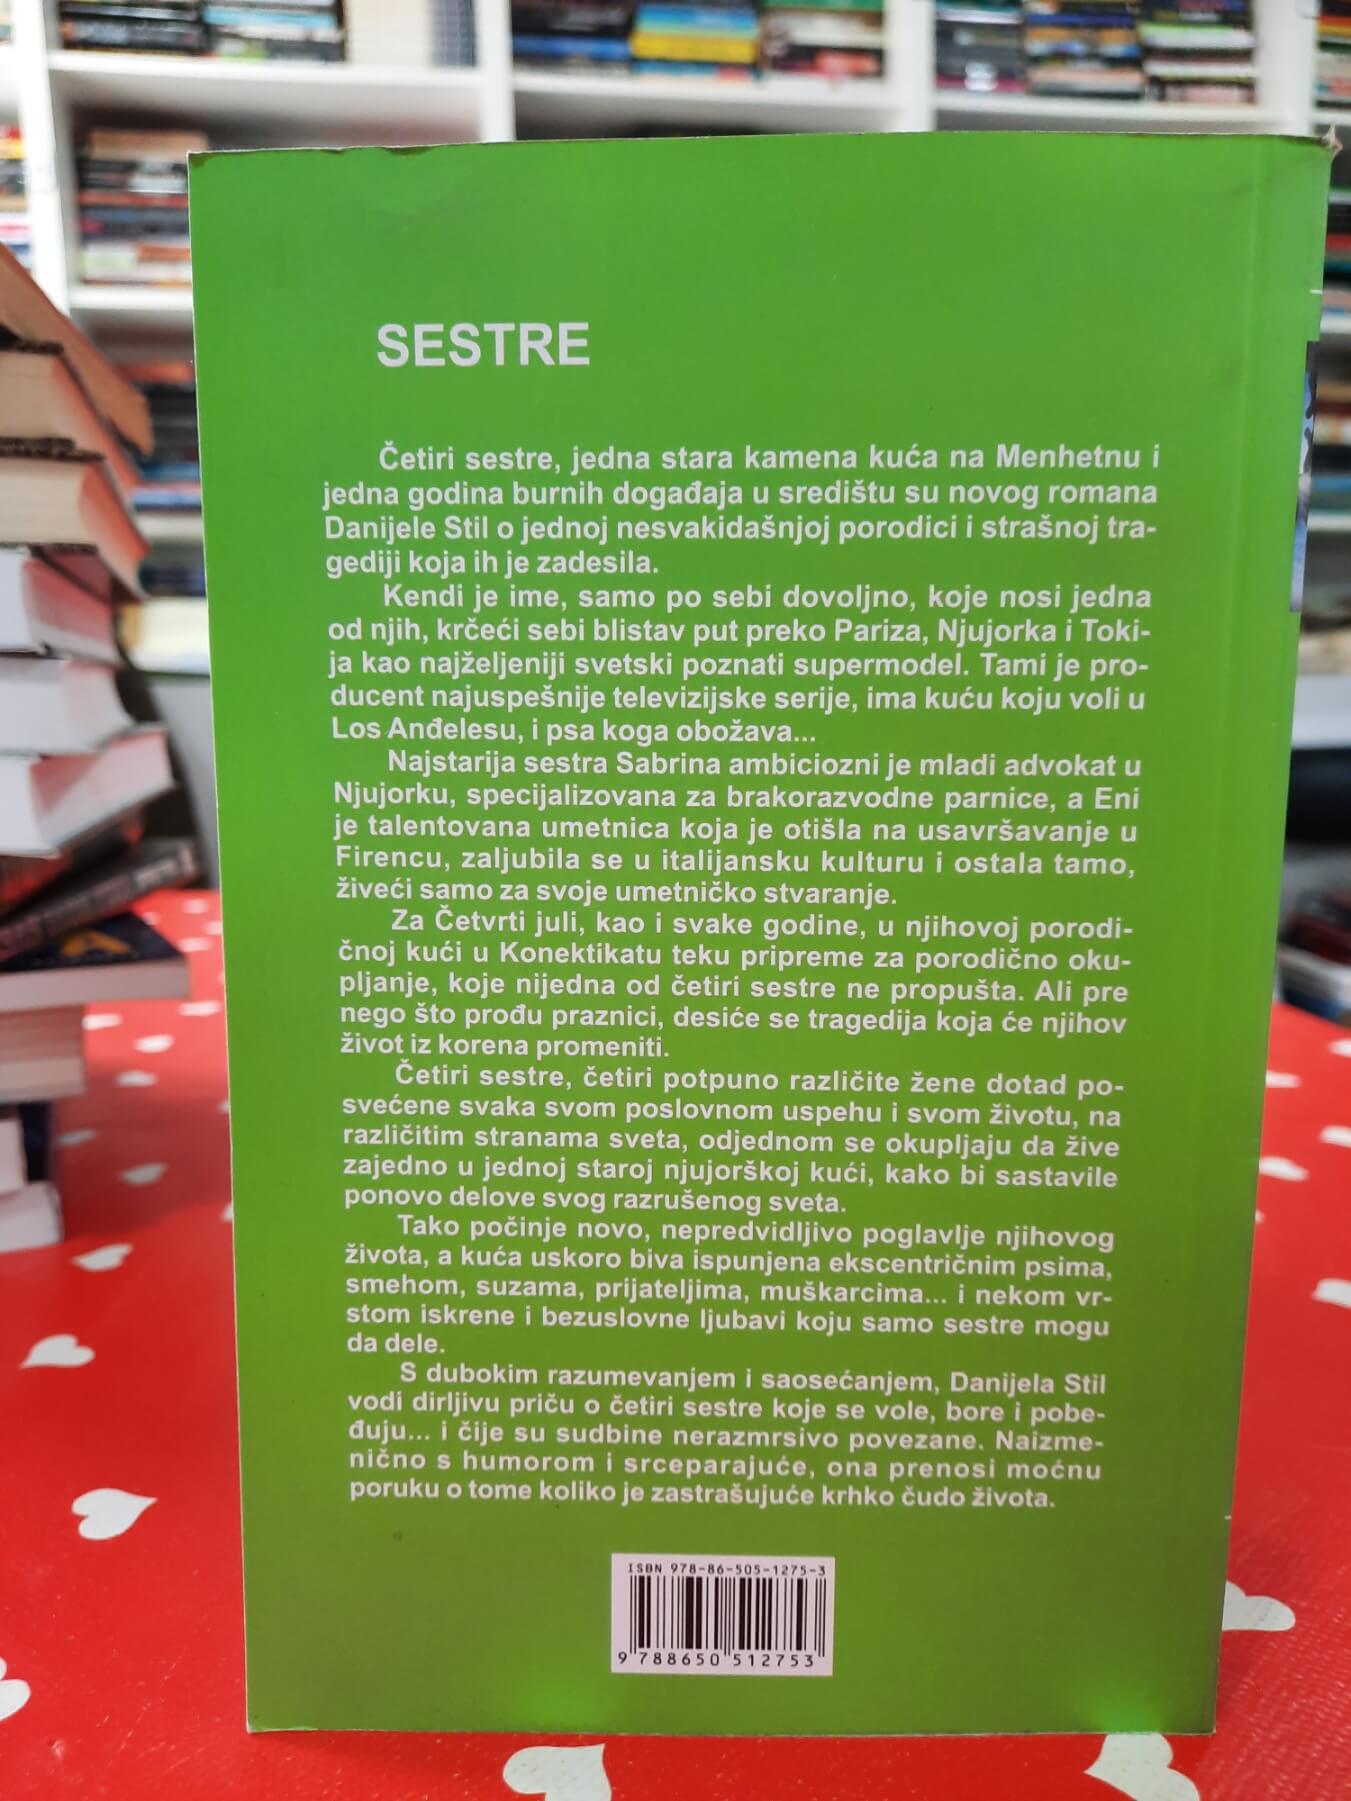 SESTRE
Četiri sestre, jedna stara kamena kuća na Menhetnu i
jedna godina burnih događaja u središtu su novog romana
Danijele Stil o jednoj nesvakidašnjoj porodici i strašnoj tra-
gediji koja ih je zadesila.
Kendi je ime, samo po sebi dovoljno, koje nosi jedna
od njih, krčeći sebi blistav put preko Pariza, Njujorka i Toki-
ja kao najželjeniji svetski poznati supermodel. Tami je pro-
ducent najuspešnije televizijske serije, ima kuću koju voli u
Los Anđelesu, i psa koga obožava...
Najstarija sestra Sabrina ambiciozni je mladi advokat u
Njujorku, specijalizovana za brakorazvodne parnice, a Eni
je talentovana umetnica koja je otišla na usavršavanje u
Firencu, zaljubila se u italijansku kulturu i ostala tamo,
živeći samo za svoje umetničko stvaranje.
Za Četvrti juli, kao i svake godine, u njihovoj porodi-
čnoj kući u Konektikatu teku pripreme za porodično oku-
pljanje, koje nijedna od četiri sestre ne propušta. Ali pre
nego što prođu praznici, desiće se tragedija koja će njihov
život iz korena promeniti.
Četiri sestre, četiri potpuno različite žene dotad po-
svećene svaka svom poslovnom uspehu i svom životu, na
različitim stranama sveta, odjednom se okupljaju da žive
zajedno u jednoj staroj njujorškoj kući, kako bi sastavile
ponovo delove svog razrušenog sveta.
Tako počinje novo, nepredvidljivo poglavlje njihovog
života, a kuća uskoro biva ispunjena ekscentričnim psima,
smehom, suzama, prijateljima, muškarcima... i nekom vr-
stom iskrene i bezuslovne ljubavi koju samo sestre mogu
da dele.
S dubokim razumevanjem i saosećanjem, Danijela Stil
vodi dirljivu priču o četiri sestre koje se vole, bore i pobe-
đuju... i čije su sudbine nerazmrsivo povezane. Naizme-
nično s humorom i srceparajuće, ona prenosi moćnu
poruku o tome koliko je zastrašujuće krhko čudo života.
ISBN 978-86-505-1275-3
9 788650 512753